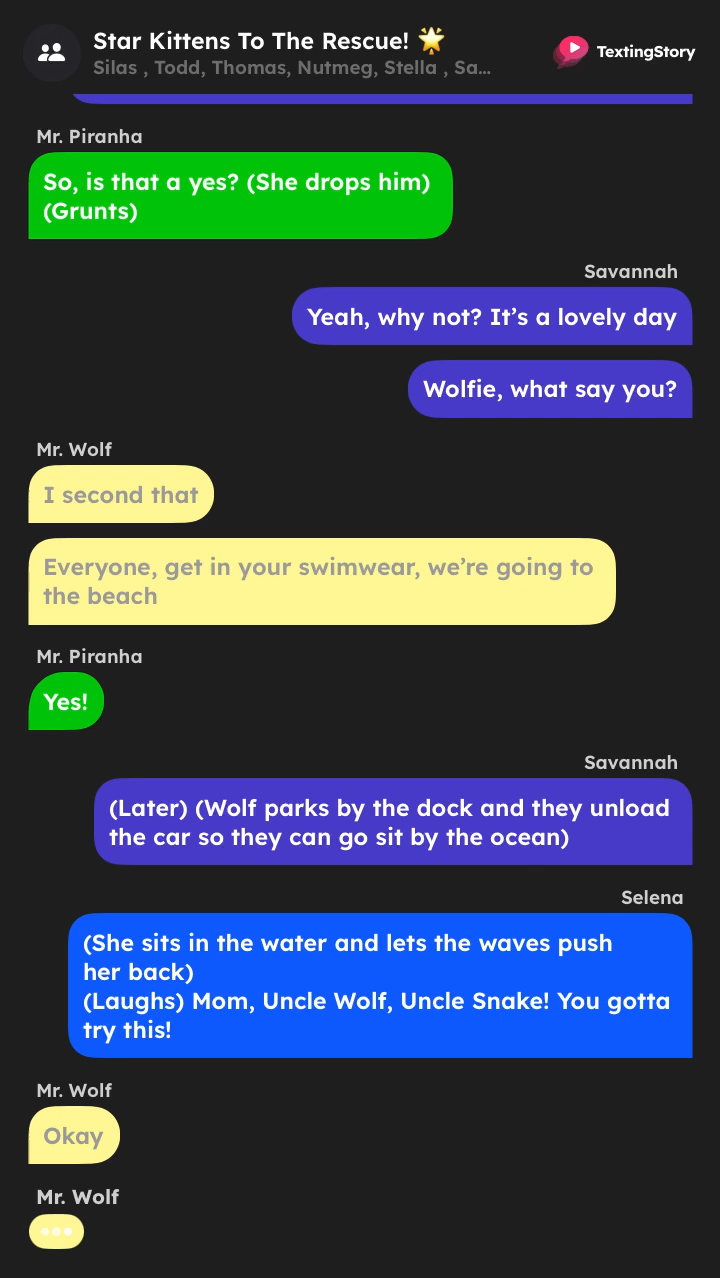 Star Kittens To The Rescue! 🌟
Silas , Todd, Thomas, Nutmeg, Stella , Sa...
TextingStory
Mr. Piranha
So, is that a yes? (She drops him)
(Grunts)
Savannah
Yeah, why not? It’s a lovely day
Wolfie, what say you?
Mr. Wolf
I second that
Everyone, get in your swimwear, we’re going to
the beach
Mr. Piranha
Yes!
Savannah
(Later) (Wolf parks by the dock and they unload
the car so they can go sit by the ocean)
Selena
(She sits in the water and lets the waves push
her back)
(Laughs) Mom, Uncle Wolf, Uncle Snake! You gotta
try this!
Mr. Wolf
Okay
Mr. Wolf